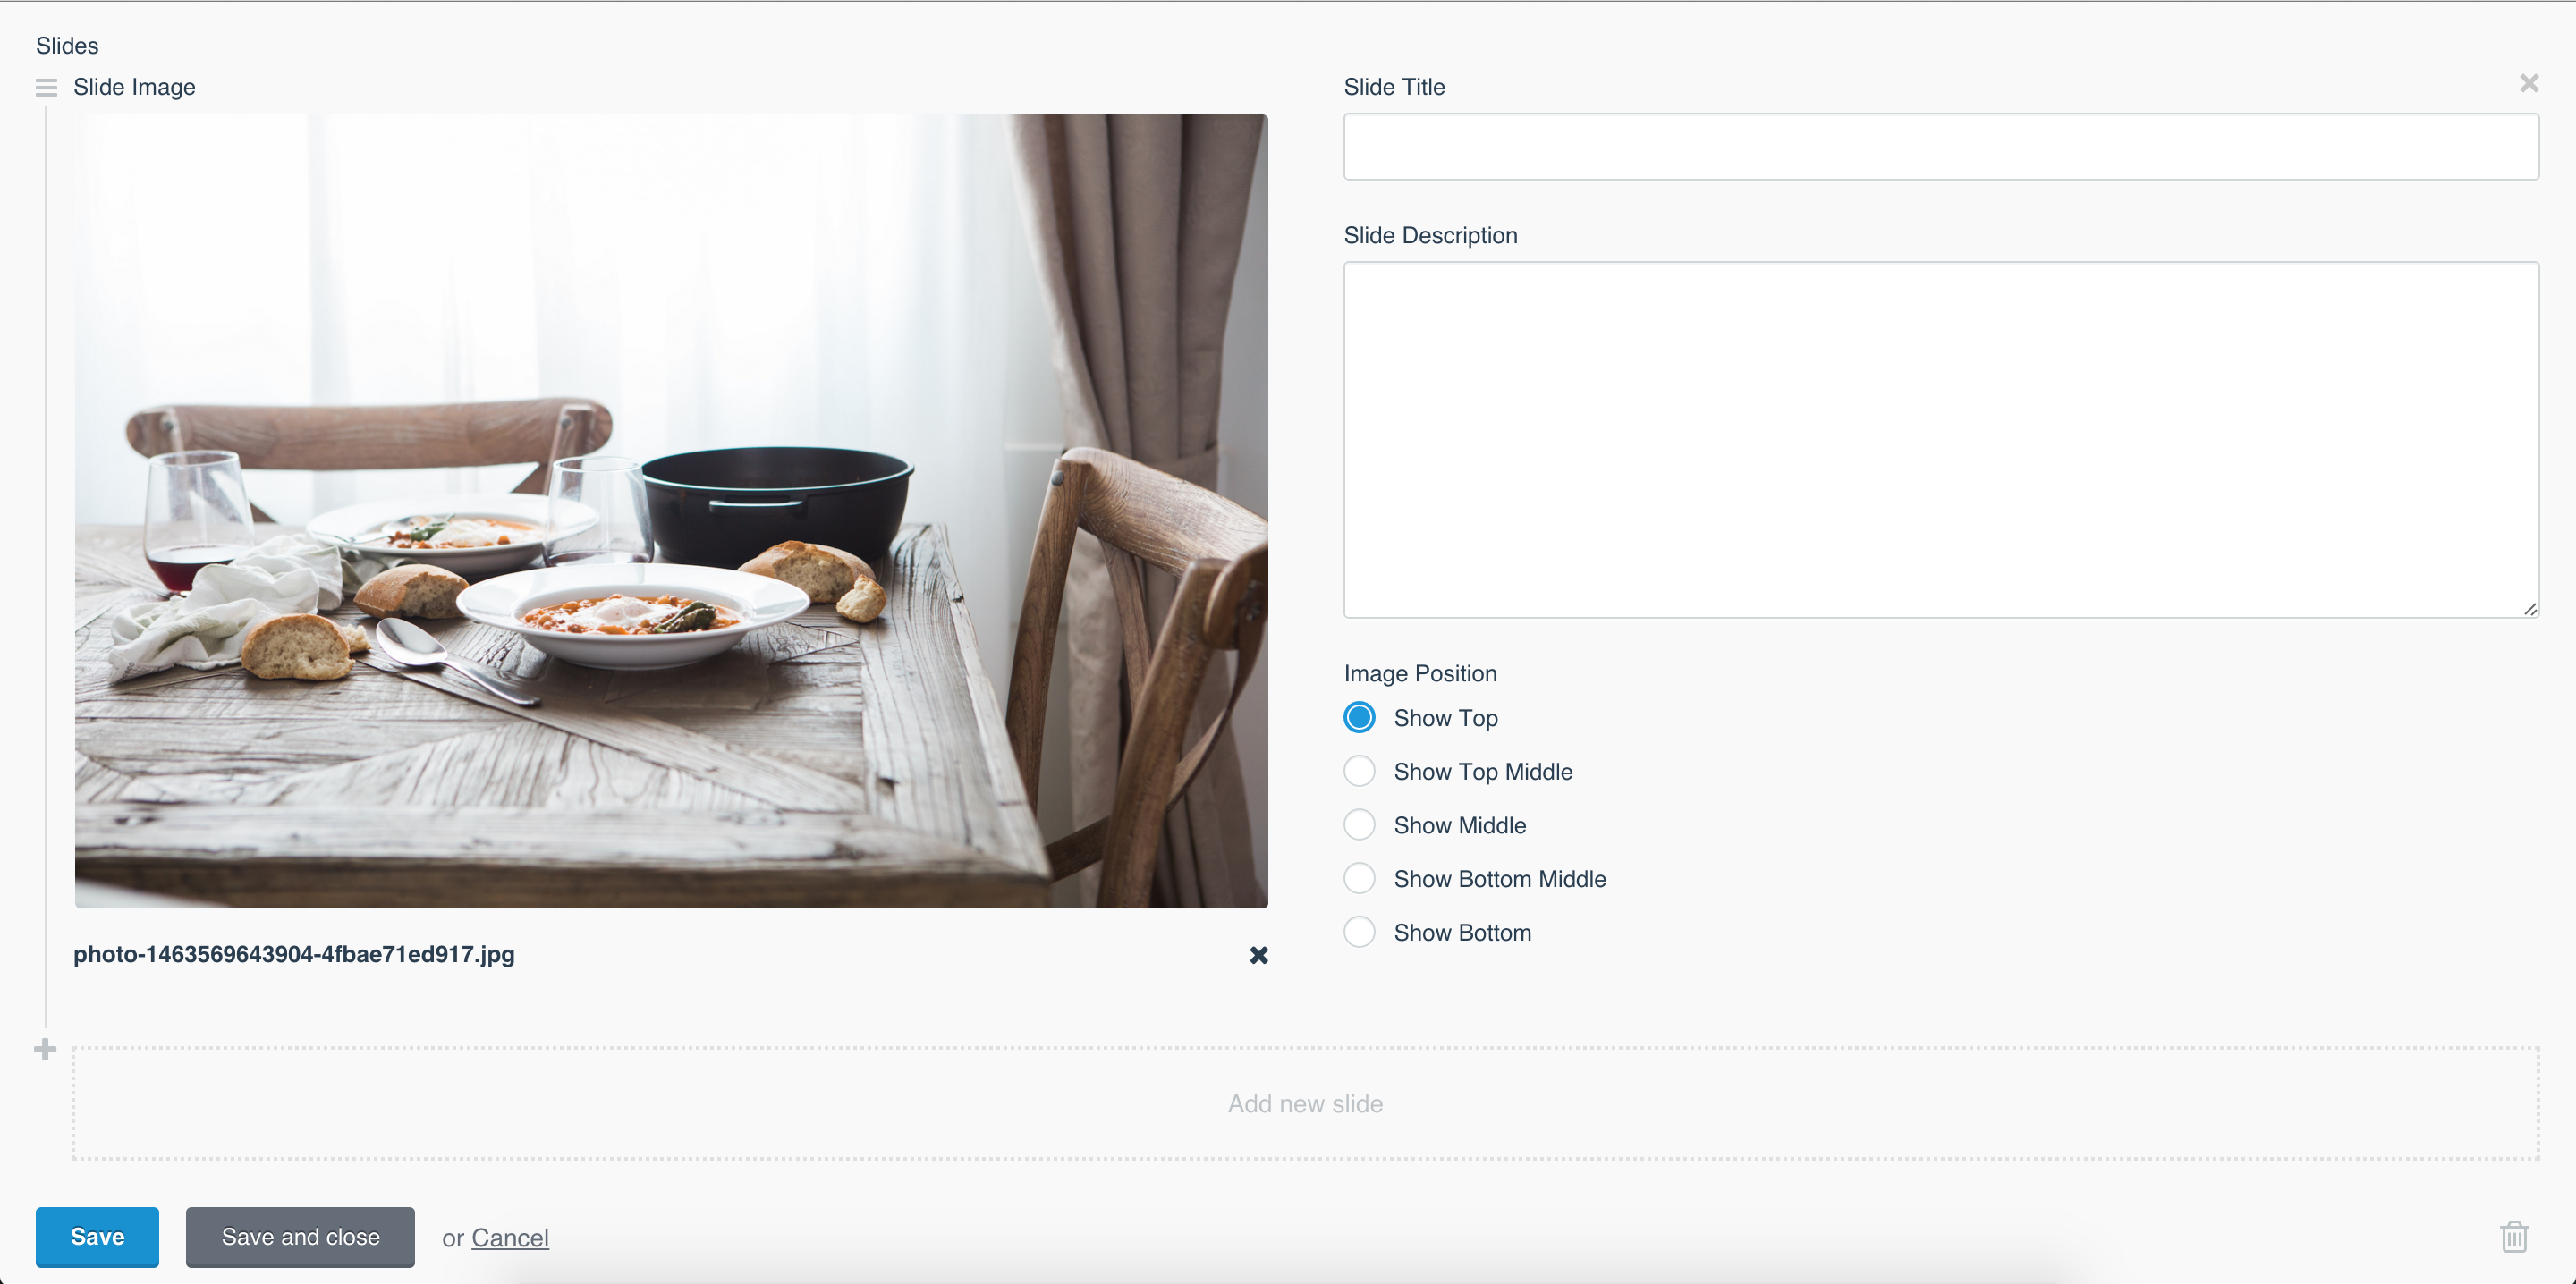 Slides
Slide Image
photo-1463569643904-4fbae71ed917.jpg
Slide Title
Slide Description
Image Position
Show Top
Show Top Middle
Show Middle
Show Bottom Middle
Show Bottom
Add new slide
Save
Save and close
or Cancel